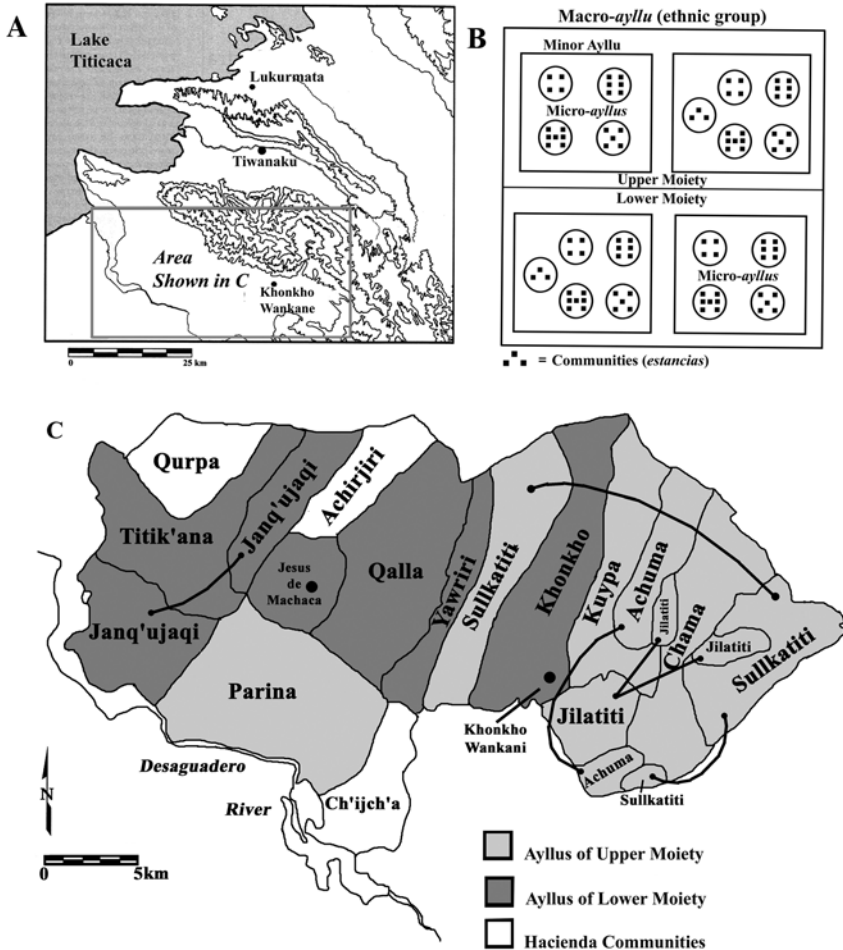 A
Lake
Titicaca
Lukurmata
Tiwanaku
Area
Shown in C
Khonkho
Wankane
0
25 km
Macro-ayllu (ethnic group)
B
Minor Ayllu
Micro-ayllus
Upper Moiety
Lower Moiety
Micro-ayllus
= Communities (estancias)
C
Qurpa
Titik'ana
Janq'ujaqi
Achirjiri
Jesus
de
Machaca
Qalla
Yawriri
Sullkatiti
Khonkho
Kuypa
Achuma
Jilatiti
Chama
Jilatiti
Sullkatiti
Janq'ujaqi
Parina
Khonkho
Wankani
Jilatiti
Achuma
Sullkatiti
Desaguadero
River
Ch'ijch'a
N
0
5km
Ayllus of Upper Moiety
Ayllus of Lower Moiety
Hacienda Communities